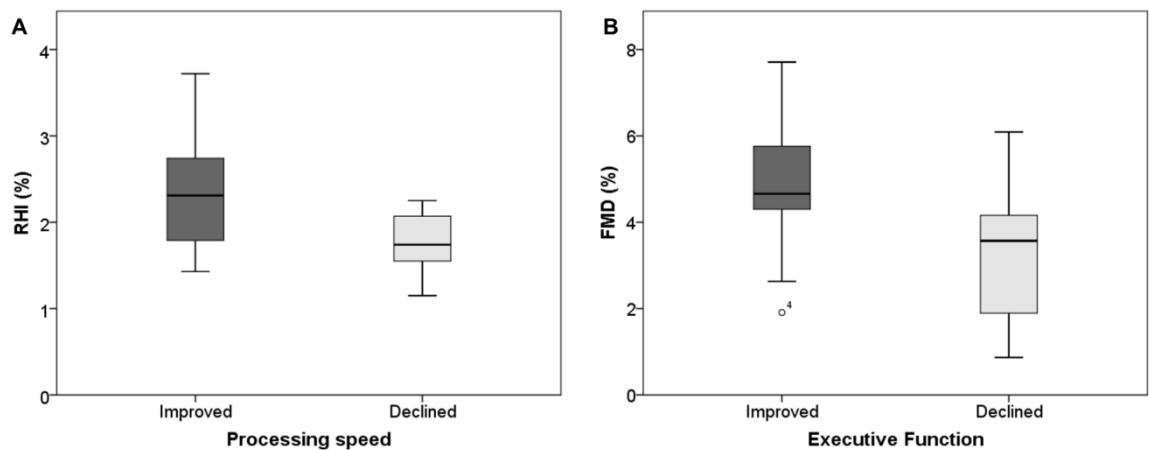 A
RHI (%)
4
3
2
1
0
Improved
Declined
Processing speed
B
FMD (%)
8
6
4
2
0
4
Improved
Declined
Executive Function